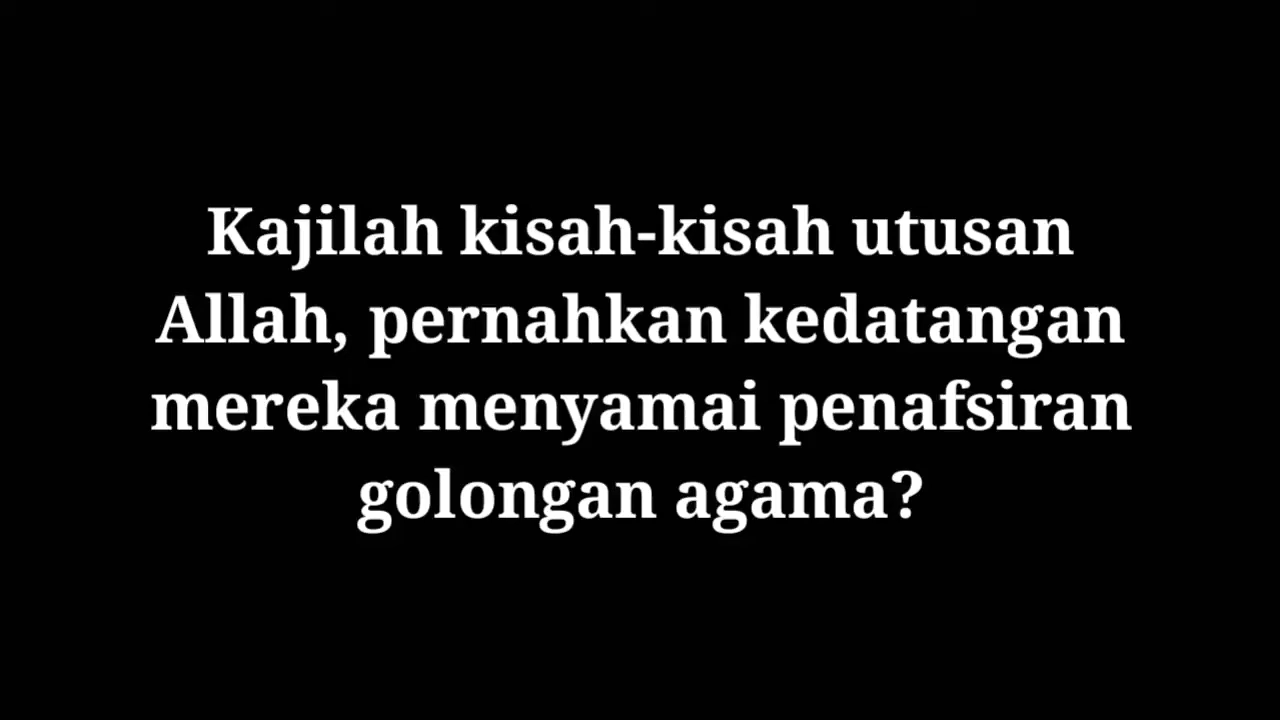 Kajilah kisah-kisah utusan
Allah, pernahkan kedatangan
mereka menyamai penafsiran
golongan agama?